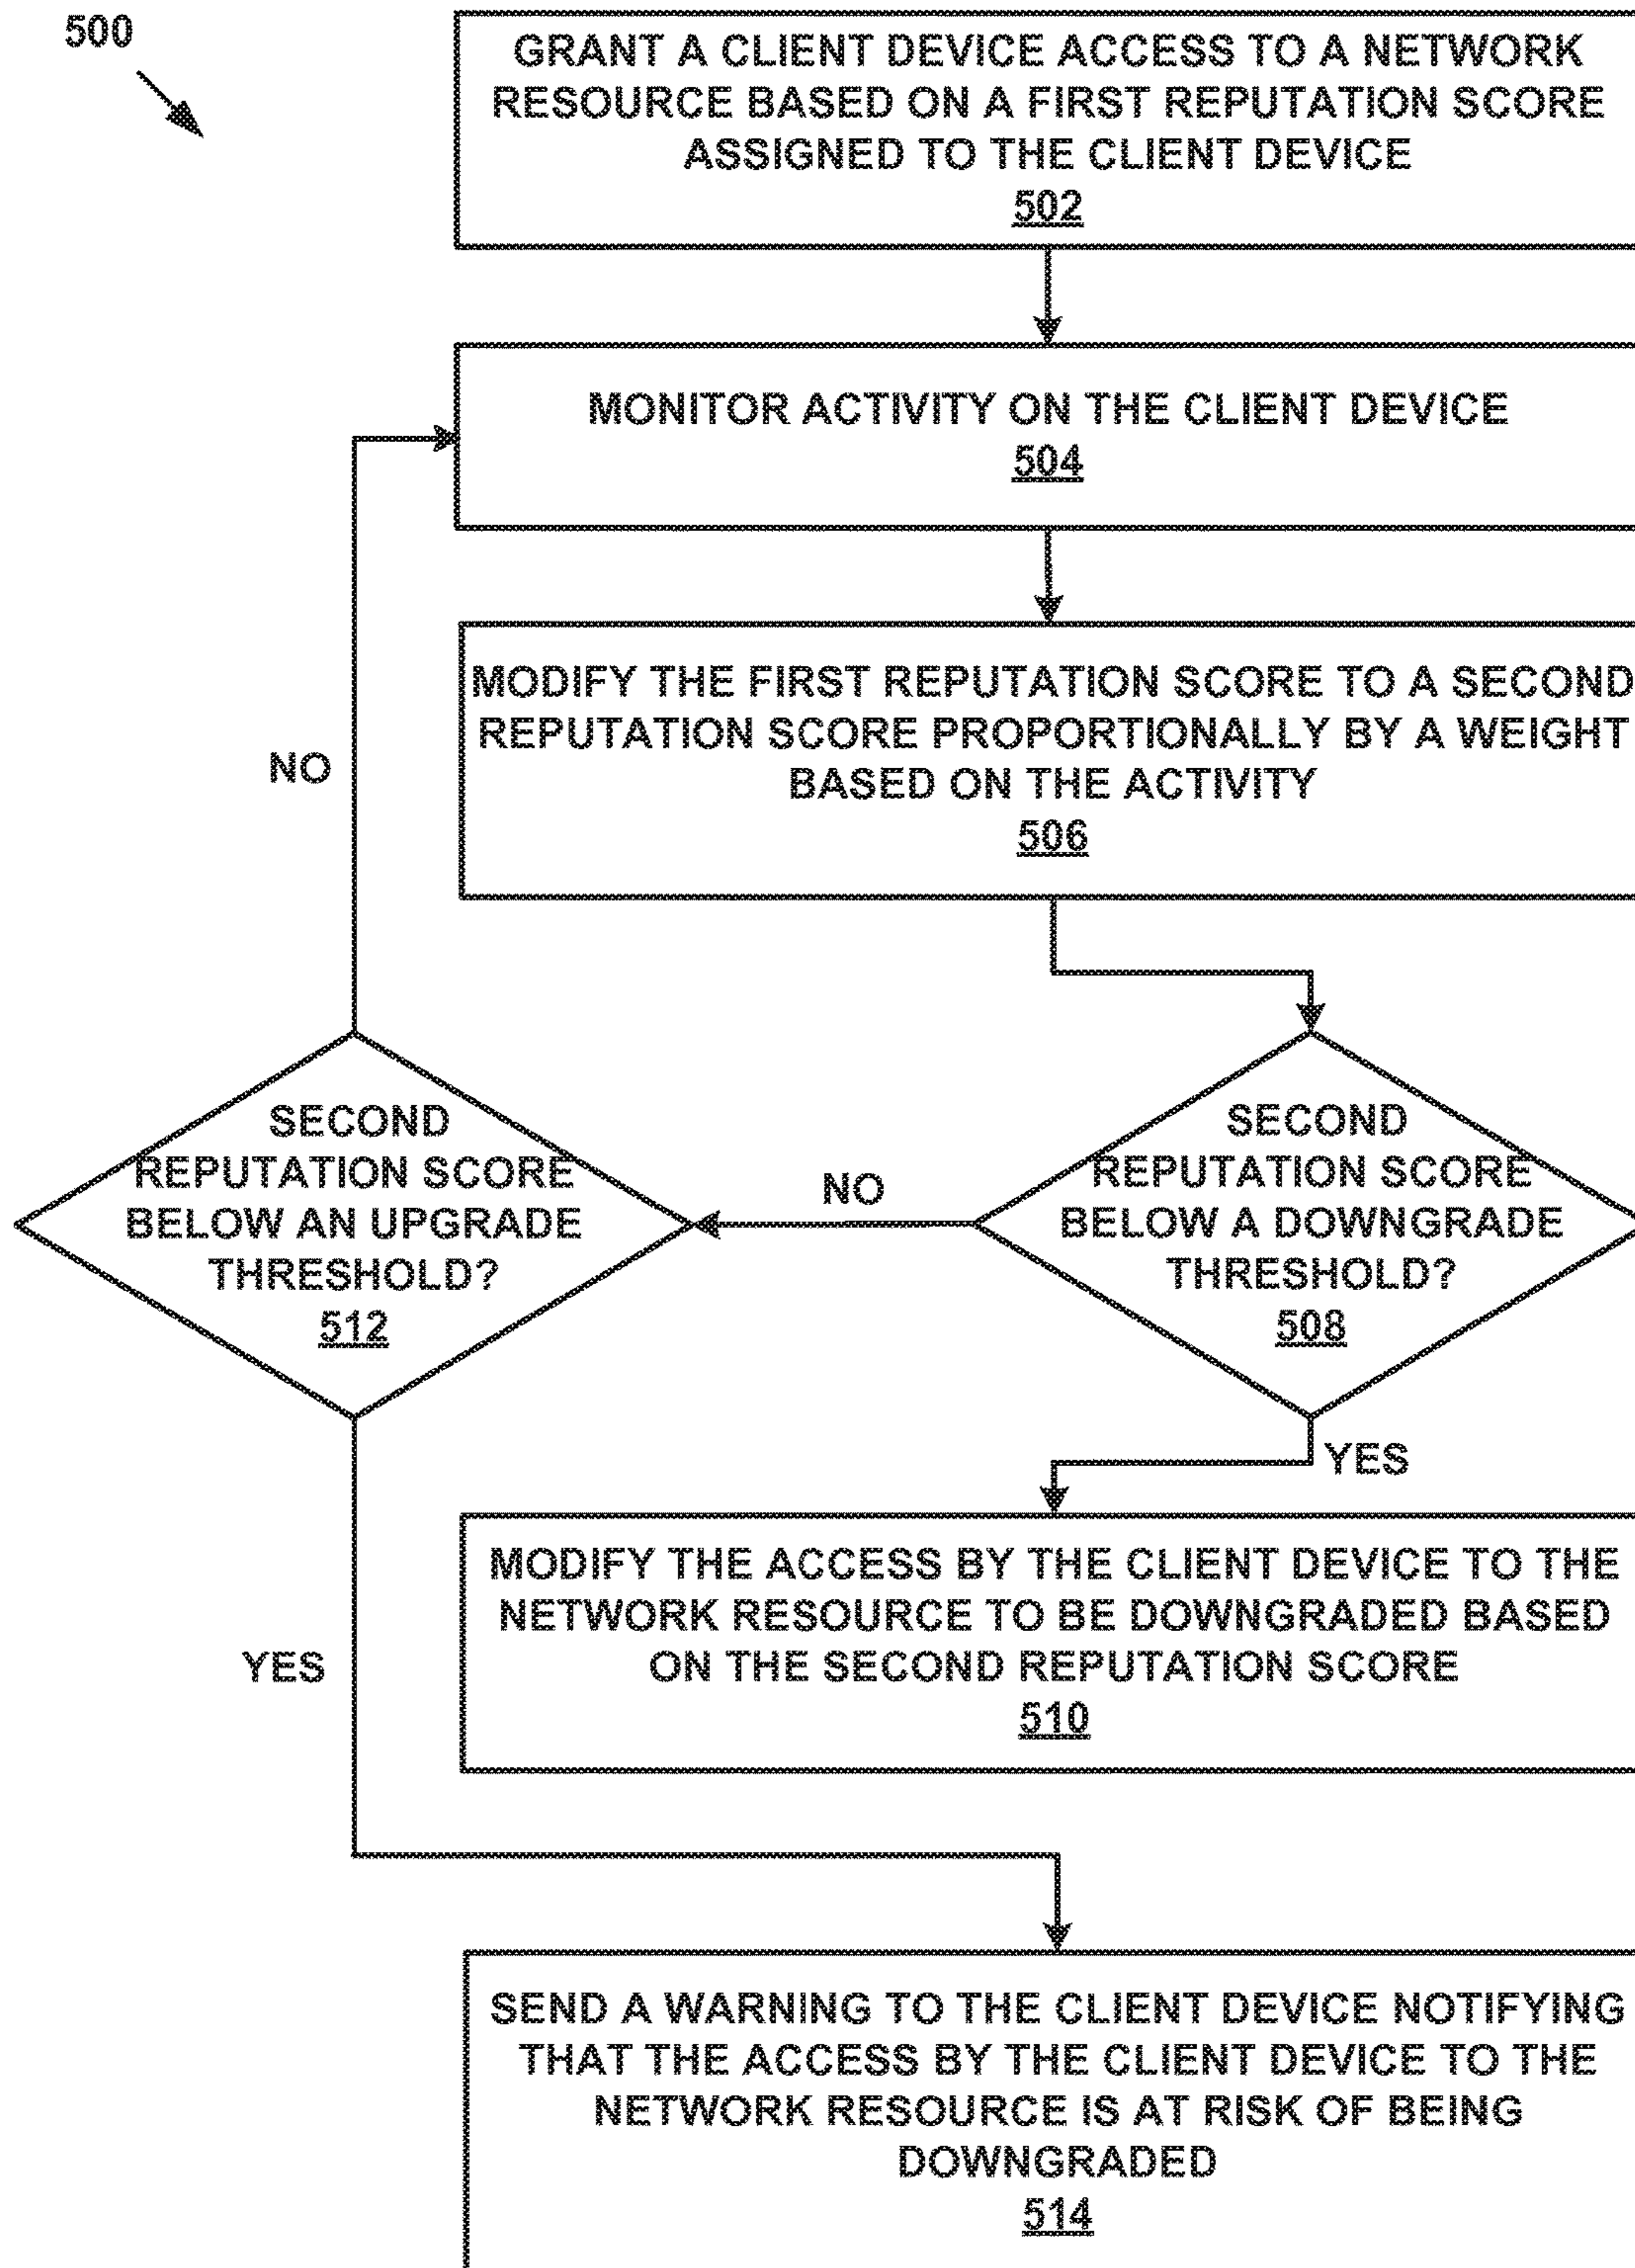 500
GRANT A CLIENT DEVICE ACCESS TO A NETWORK
RESOURCE BASED ON A FIRST REPUTATION SCORE
ASSIGNED TO THE CLIENT DEVICE
502
MONITOR ACTIVITY ON THE CLIENT DEVICE
504
MODIFY THE FIRST REPUTATION SCORE TO A SECOND
REPUTATION SCORE PROPORTIONALLY BY A WEIGHT
BASED ON THE ACTIVITY
506
NO
SECOND
REPUTATION SCORE
BELOW AN UPGRADE
THRESHOLD?
512
NO
SECOND
REPUTATION SCORE
BELOW A DOWNGRADE
THRESHOLD?
508
YES
MODIFY THE ACCESS BY THE CLIENT DEVICE TO THE
NETWORK RESOURCE TO BE DOWNGRADED BASED
ON THE SECOND REPUTATION SCORE
510
YES
SEND A WARNING TO THE CLIENT DEVICE NOTIFYING
THAT THE ACCESS BY THE CLIENT DEVICE TO THE
NETWORK RESOURCE IS AT RISK OF BEING
DOWNGRADED
514